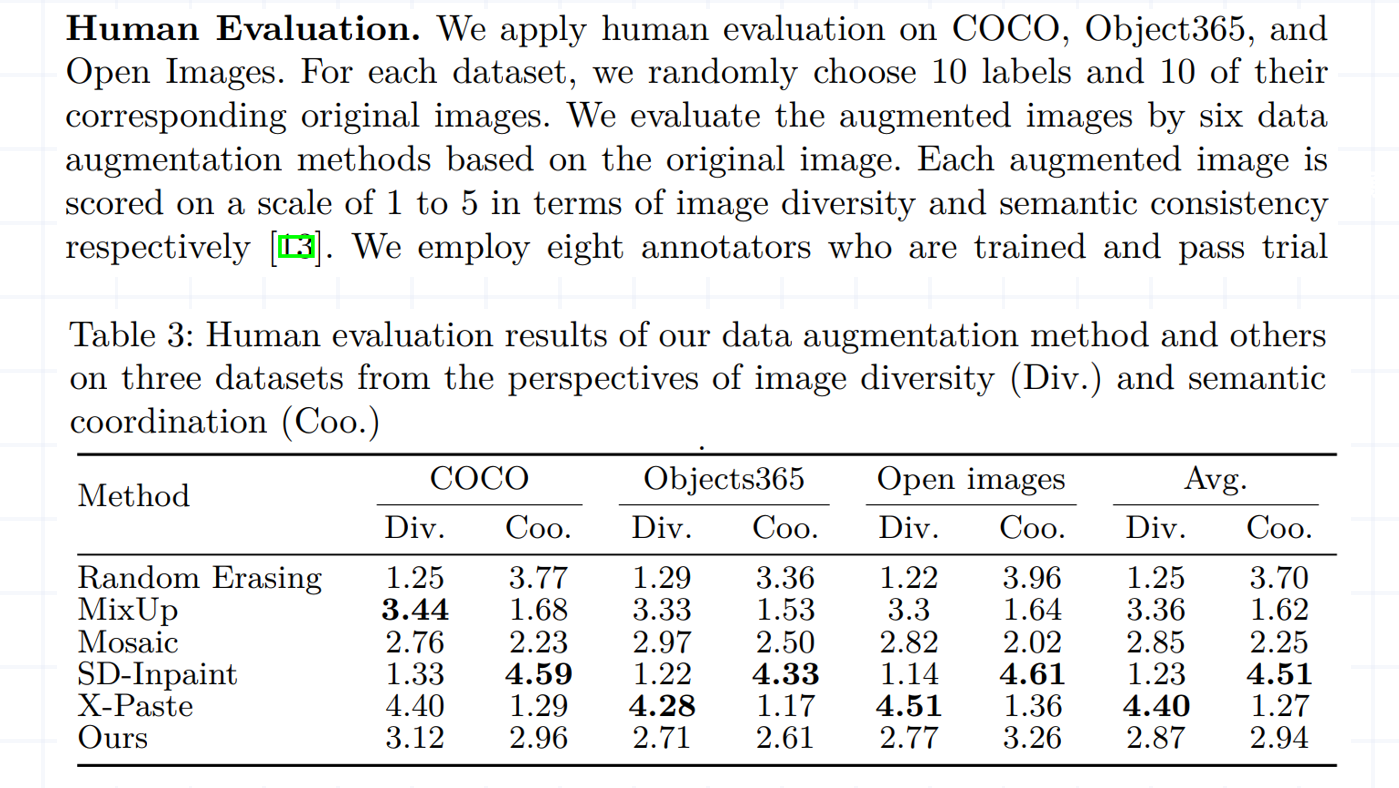 Human Evaluation. We apply human evaluation on COCO, Object365, and
Open Images. For each dataset, we randomly choose 10 labels and 10 of their
corresponding original images. We evaluate the augmented images by six data
augmentation methods based on the original image. Each augmented image is
scored on a scale of 1 to 5 in terms of image diversity and semantic consistency
respectively [13]. We employ eight annotators who are trained and pass trial
Table 3: Human evaluation results of our data augmentation method and others
on three datasets from the perspectives of image diversity (Div.) and semantic
coordination (Coo.)
.
Method COCO Objects365 Open images Avg.
Div. Coo. Div. Coo. Div. Coo. Div. Coo.
Random Erasing 1.25 3.77 1.29 3.36 1.22 3.96 1.25 3.70
MixUp 3.44 1.68 3.33 1.53 3.3 1.64 3.36 1.62
Mosaic 2.76 2.23 2.97 2.50 2.82 2.02 2.85 2.25
SD-Inpaint 1.33 4.59 1.22 4.33 1.14 4.61 1.23 4.51
X-Paste 4.40 1.29 4.28 1.17 4.51 1.36 4.40 1.27
Ours 3.12 2.96 2.71 2.61 2.77 3.26 2.87 2.94